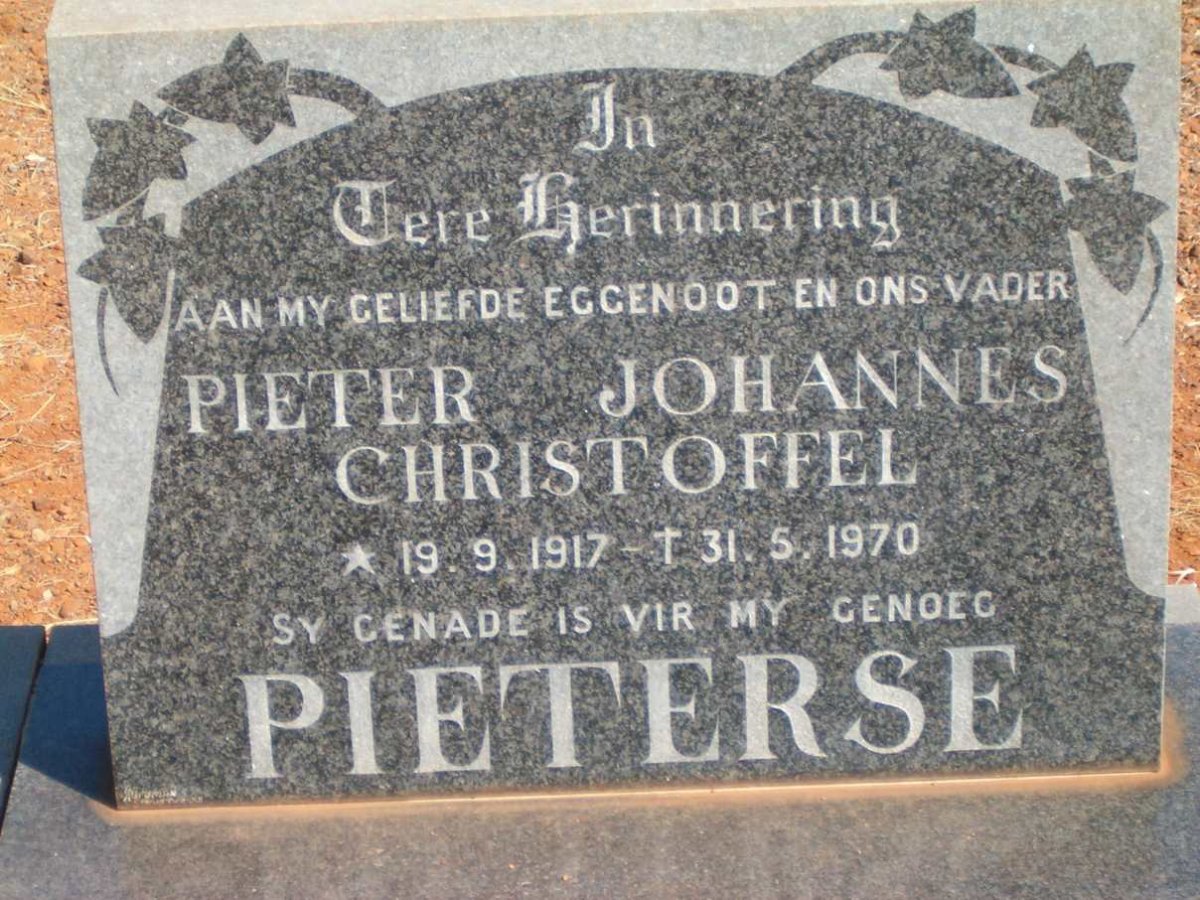 In
Tere Herinnering
AAN MY GELIEFDE EGGENOOT EN ONS VADER
PIETER JOHANNES
CHRISTOFFEL
★ 19.9.1917 - † 31.5.1970
SY GENADE IS VIR MY GENOEG
PIETERSE